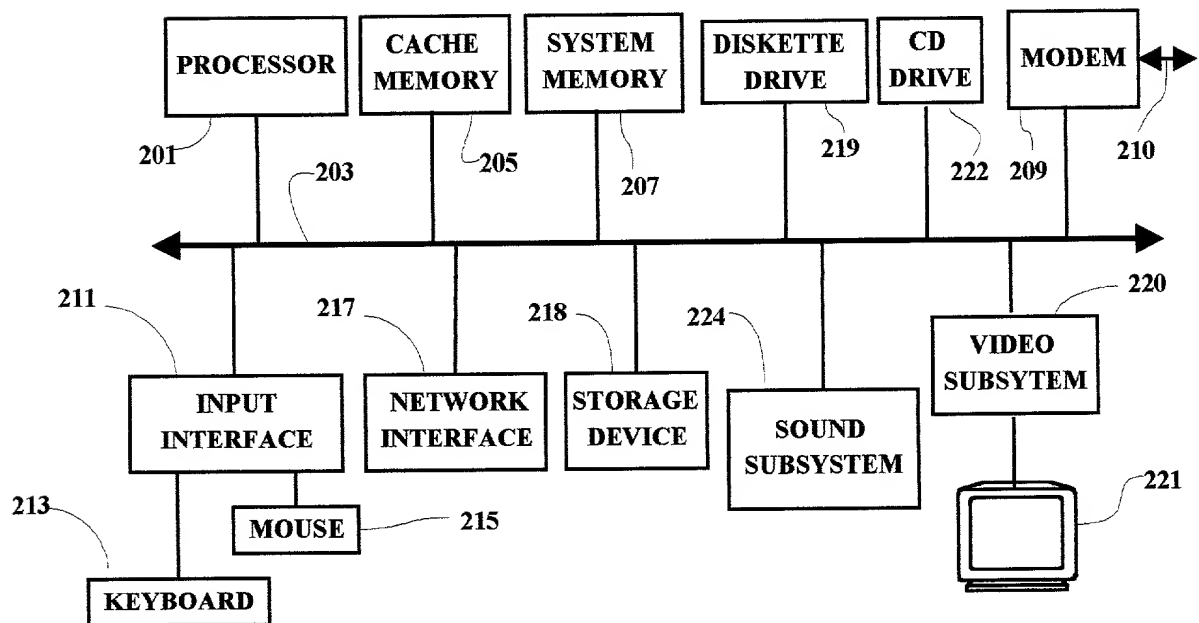 PROCESSOR
CACHE
MEMORY
SYSTEM
MEMORY
DISKETTE
DRIVE
CD
DRIVE
MODEM
201
203
205
207
219
222
209
210
211
217
218
224
220
INPUT
INTERFACE
NETWORK
INTERFACE
STORAGE
DEVICE
SOUND
SUBSYSTEM
VIDEO
SUBSYTEM
213
MOUSE
215
221
KEYBOARD